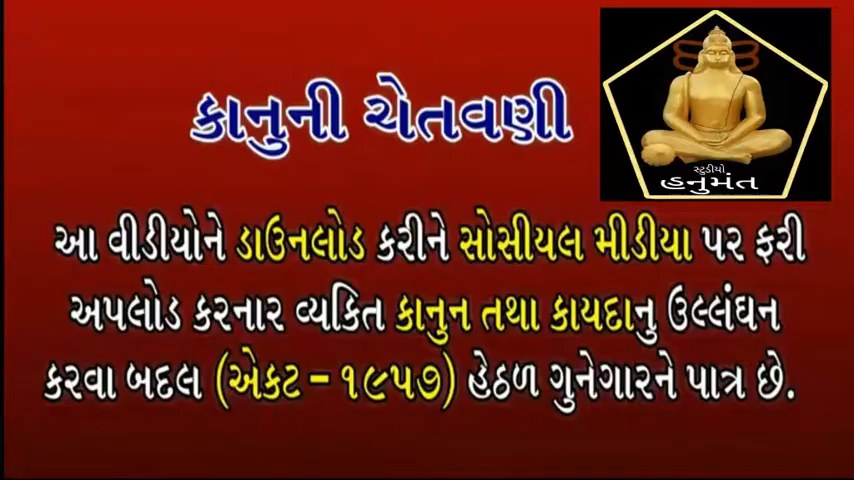 કાનુની ચેતવણી
સ્ટુડીયો
હનુમંત
આ વીડીયોને ડાઉનલોડ કરીને સોસીયલ મીડીયા પર ફરી
અપલોડ કરનાર વ્યકિત કાનુન તથા કાયદાનુ ઉલ્લંઘન
કરવા બદલ (એકટ – ૧૯૫૭) હેઠળ ગુનેગારને પાત્ર છે.